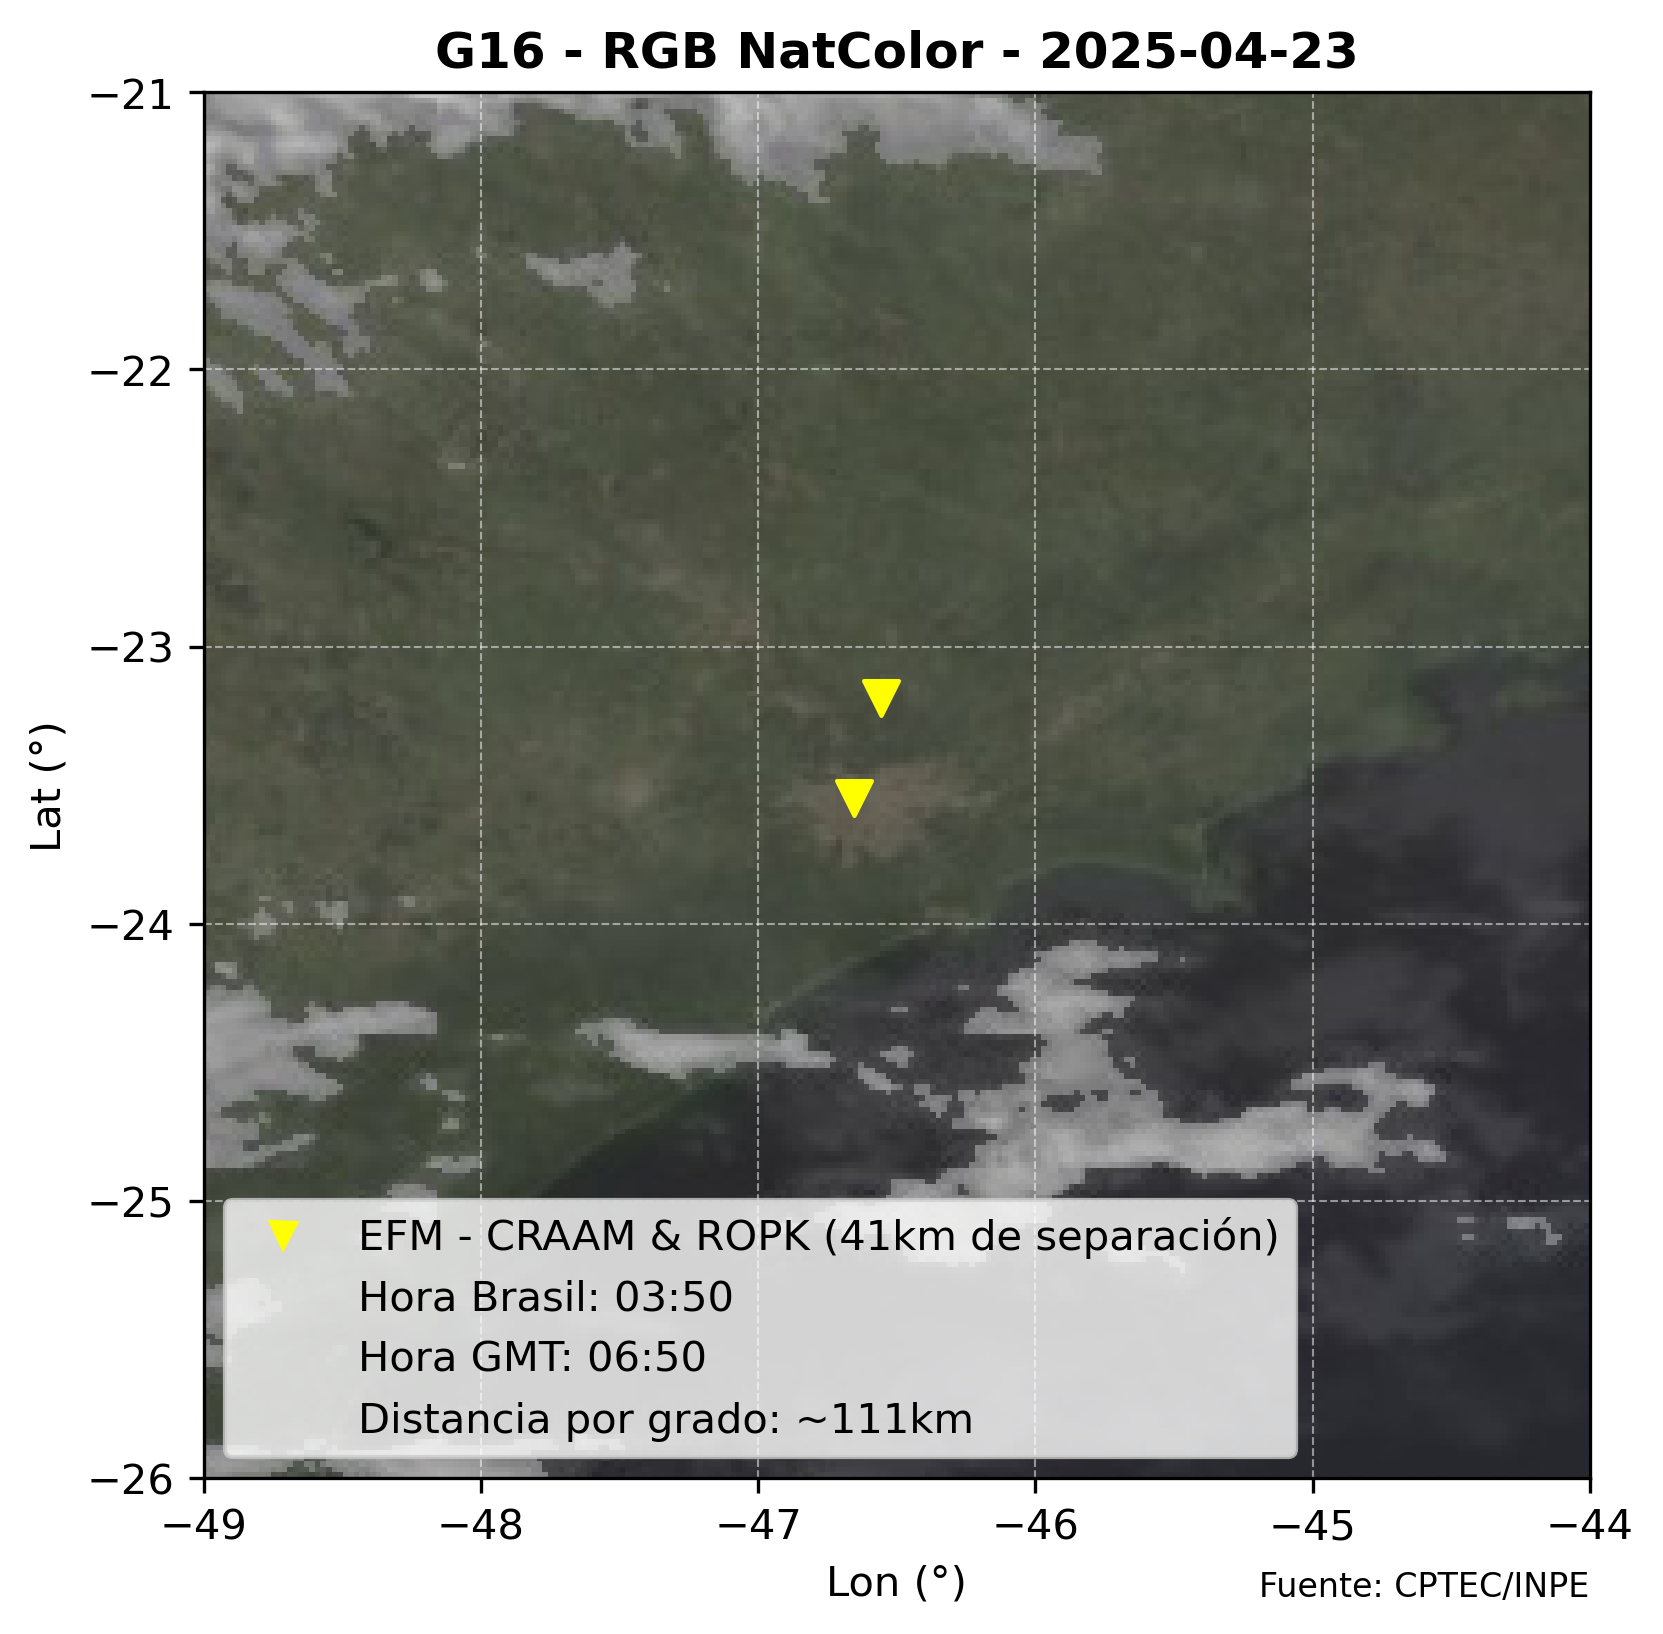 G16 - RGB NatColor - 2025-04-23
−21
−22
−23
−24
−25
−26
Lat (°)
EFM - CRAAM & ROPK (41km de separación)
Hora Brasil: 03:50
Hora GMT: 06:50
Distancia por grado: ~111km
−49 −48 −47 −46 −45 −44
Lon (°)
Fuente: CPTEC/INPE